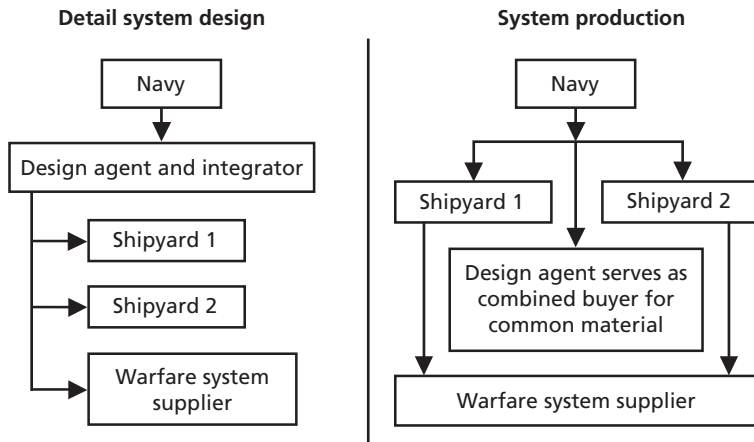 Detail system design
Navy
Design agent and integrator
Shipyard 1
Shipyard 2
Warfare system
supplier
System production
Navy
Shipyard 1
Shipyard 2
Design agent serves as
combined buyer for
common material
Warfare system supplier